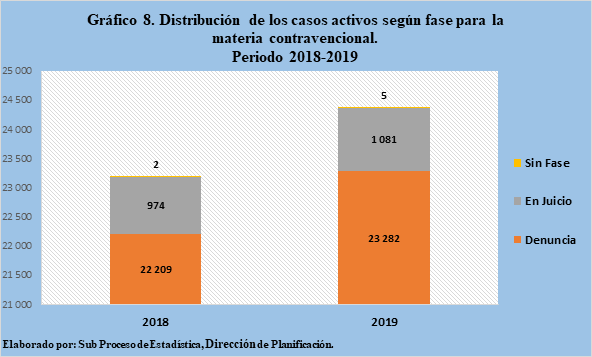 Gráfico 8. Distribución de los casos activos según fase para la
materia contravencional.
Periodo 2018-2019
25 000
24 500
24 000
23 500
23 000
22 500
22 000
21 500
21 000
2
974
22 209
5
1 081
23 282
2018
2019
Sin Fase
En Juicio
Denuncia
Elaborado por: Sub Proceso de Estadística, Dirección de Planificación.